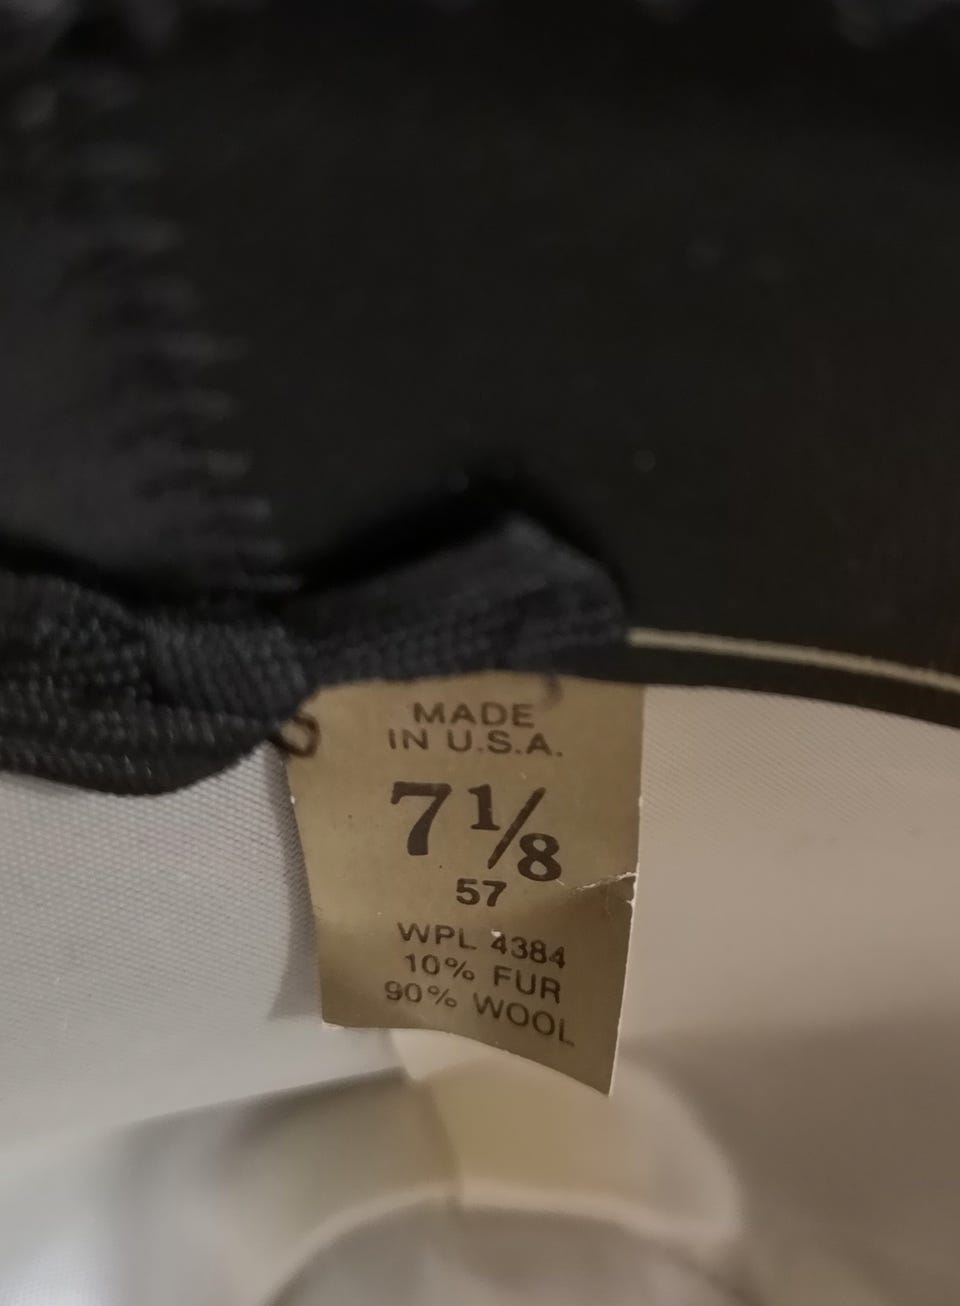 MADE
IN U.S.A.
7 1/8
57
WPL 4384
10% FUR
90% WOOL